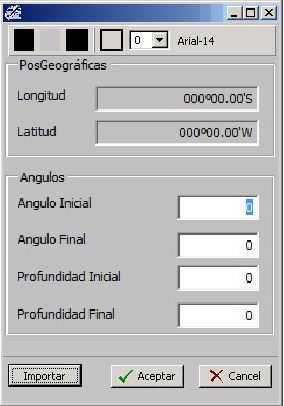 0 Arial-14
PosGeográficas
Longitud 000º00.00'S
Latitud 000º00.00'W
Angulos
Angulo Inicial 0
Angulo Final 0
Profundidad Inicial 0
Profundidad Final 0
Importar Aceptar Cancel